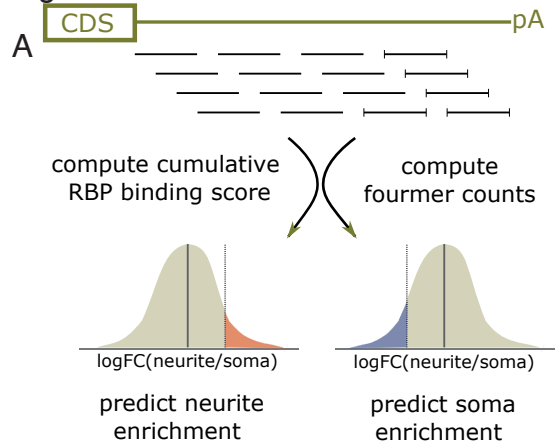 CDS
pA
A
compute cumulative
RBP binding score
compute
fourmer counts
logFC(neurite/soma)
logFC(neurite/soma)
predict neurite
enrichment
predict soma
enrichment